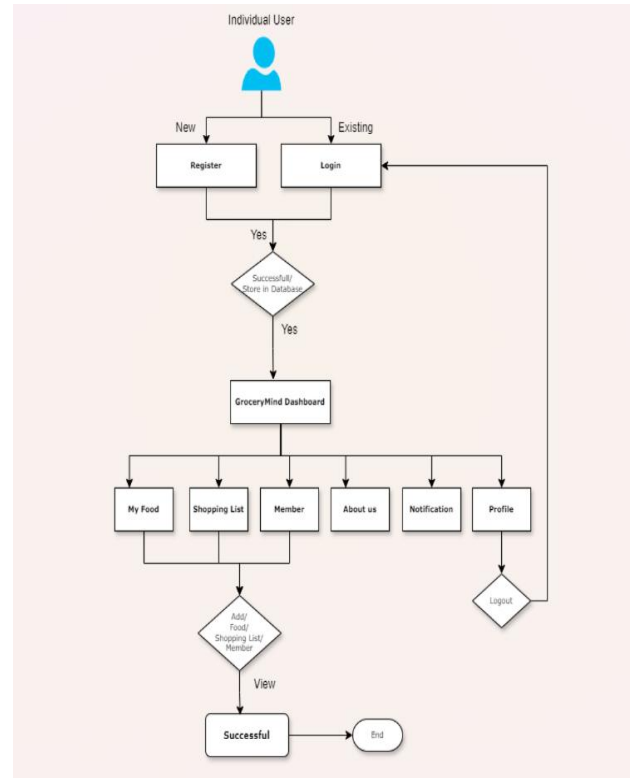 Individual User
New
Existing
Register
Login
Yes
Successfull/
Store in Database
Yes
GroceryMind Dashboard
My Food
Shopping List
Member
About us
Notification
Profile
Logout
Add/
Food/
Shopping List/
Member
View
Successful
End